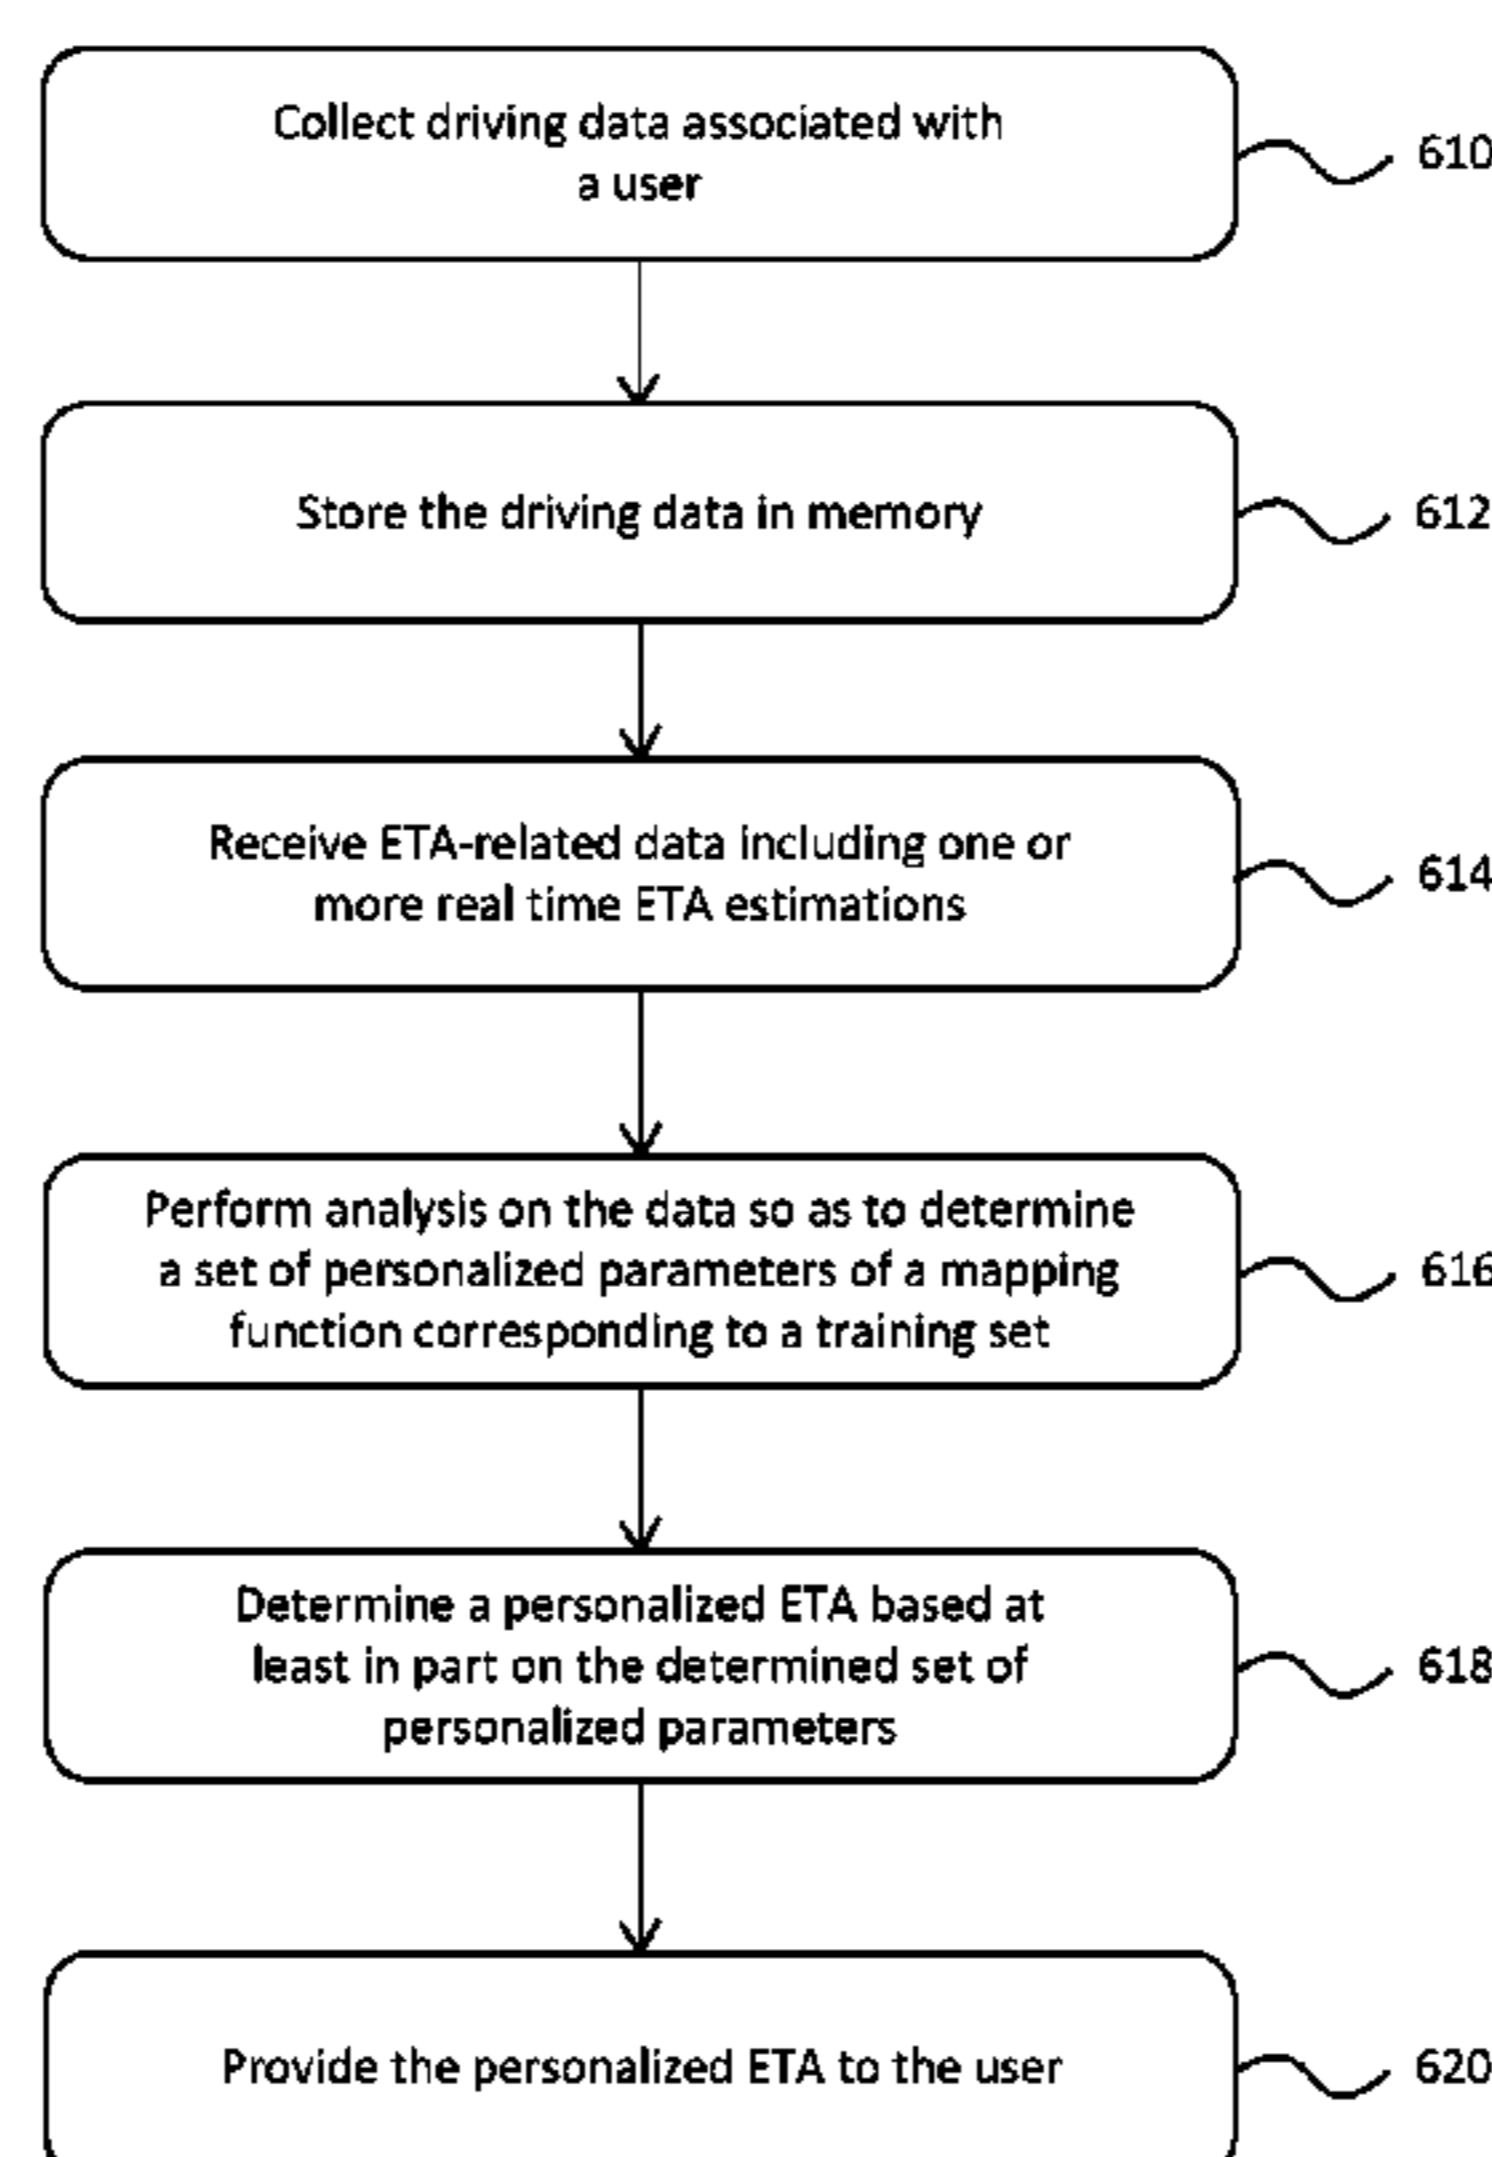 Collect driving data associated with
a user
610
Store the driving data in memory
612
Receive ETA-related data including one or
more real time ETA estimations
614
Perform analysis on the data so as to determine
a set of personalized parameters of a mapping
function corresponding to a training set
616
Determine a personalized ETA based at
least in part on the determined set of
personalized parameters
618
Provide the personalized ETA to the user
620